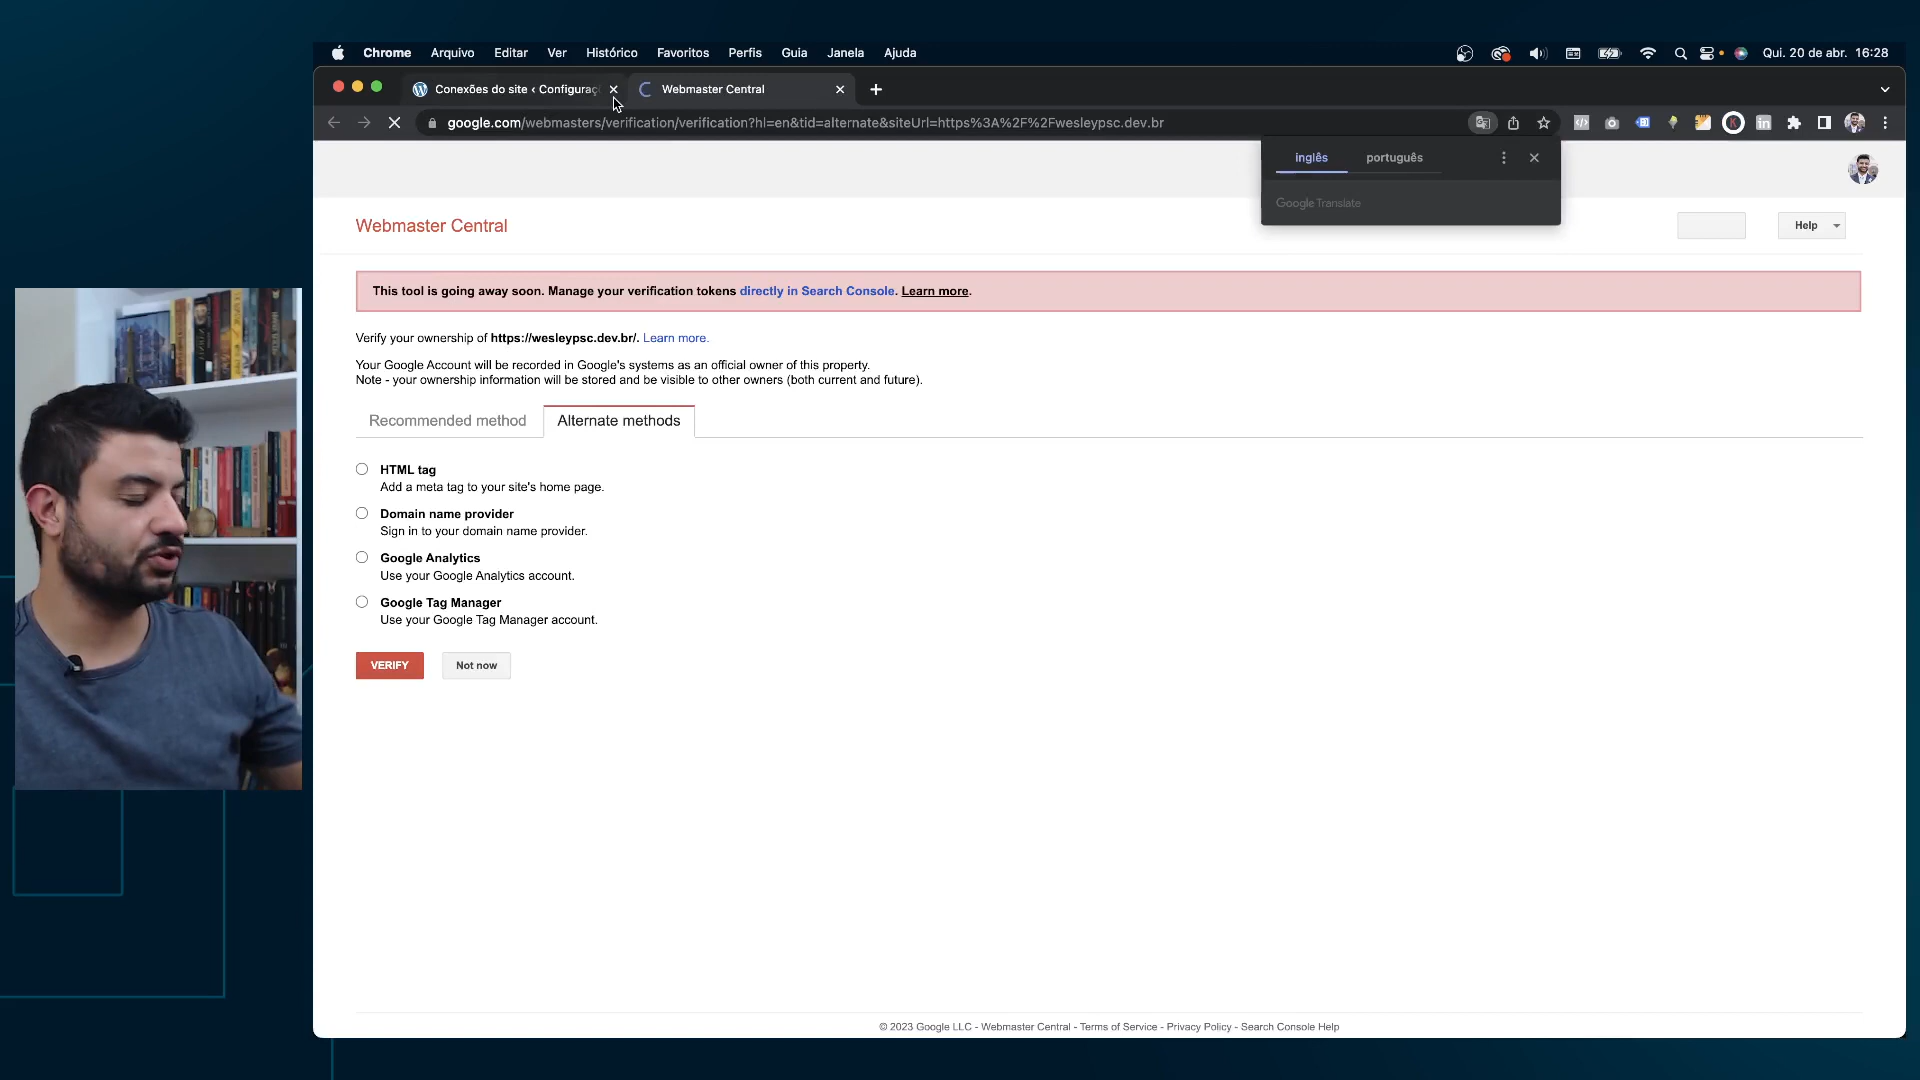 Chrome Arquivo Editar Ver Histórico Favoritos Perfis Guia Janela Ajuda Qui. 20 de abr. 16:28
Conexões do site ‹ Configuraç Webmaster Central
google.com/webmasters/verification/verification?hl=en&tid=alternate&siteUrl=https%3A%2F%2Fwesleypsc.dev.br
inglês português
Google Translate
Webmaster Central
Help
This tool is going away soon. Manage your verification tokens directly in Search Console. Learn more.
Verify your ownership of https://wesleypsc.dev.br/. Learn more.
Your Google Account will be recorded in Google's systems as an official owner of this property.
Note - your ownership information will be stored and be visible to other owners (both current and future).
Recommended method Alternate methods
HTML tag
Add a meta tag to your site's home page.
Domain name provider
Sign in to your domain name provider.
Google Analytics
Use your Google Analytics account.
Google Tag Manager
Use your Google Tag Manager account.
VERIFY Not now
© 2023 Google LLC - Webmaster Central - Terms of Service - Privacy Policy - Search Console Help